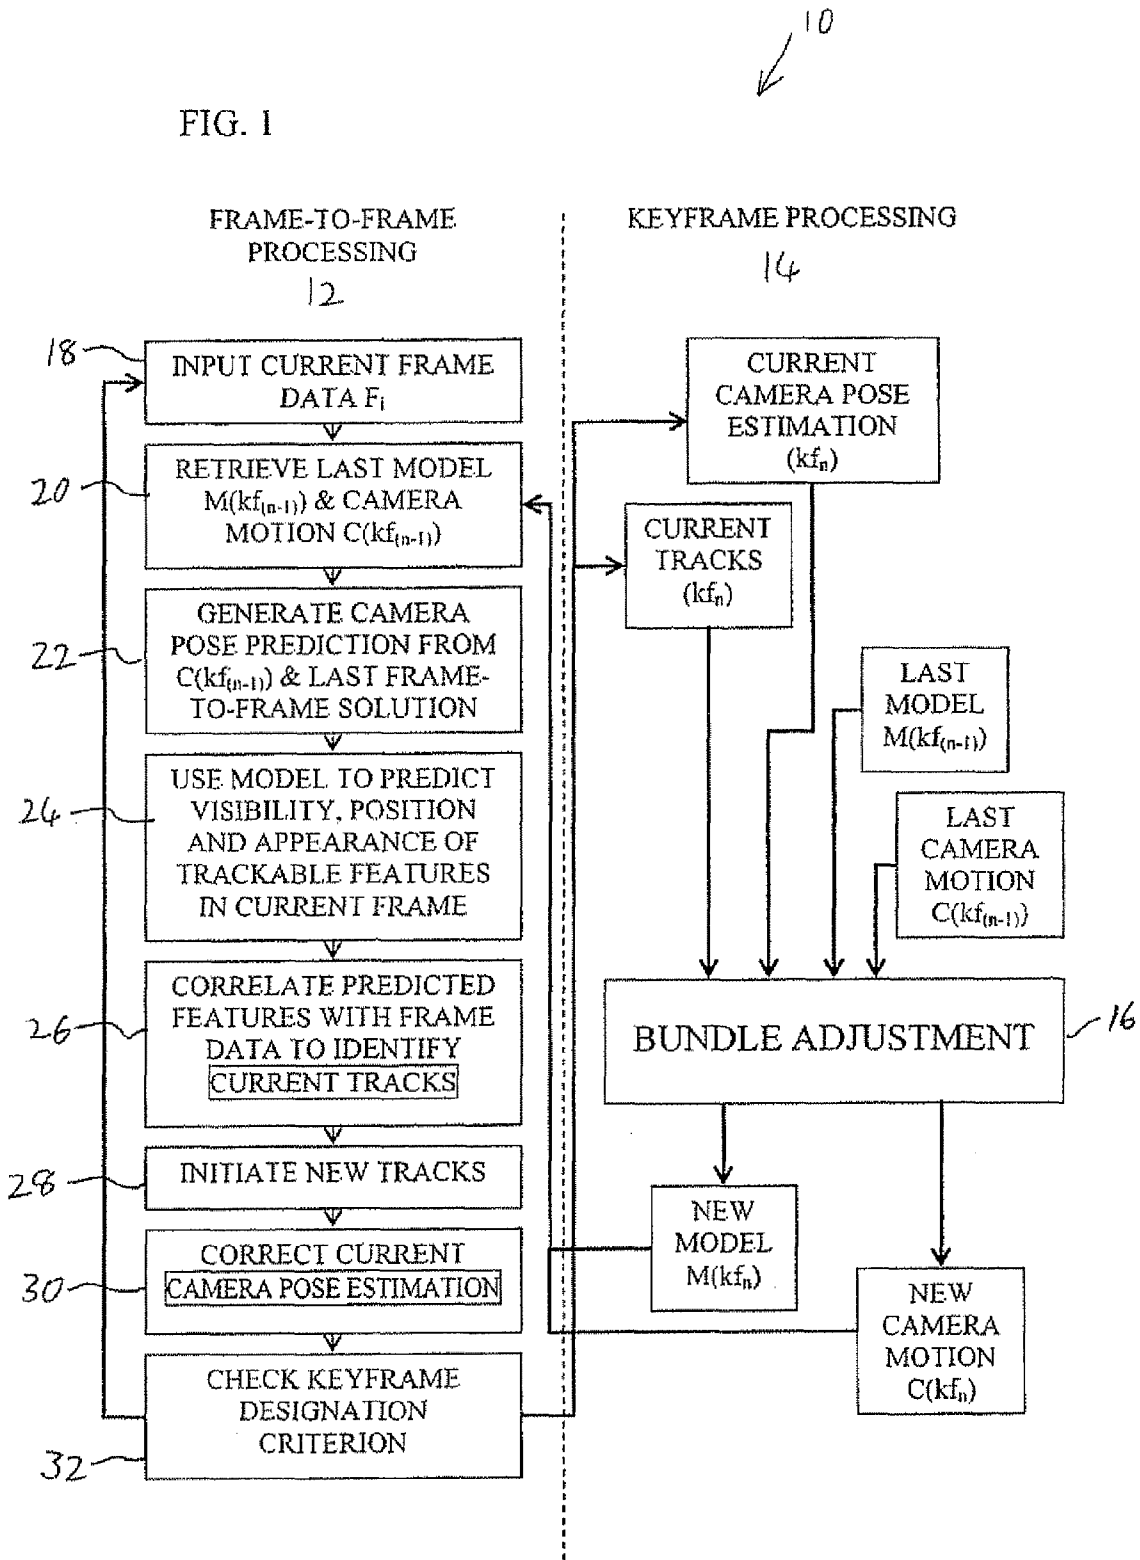 10
FIG. 1
FRAME-TO-FRAME
PROCESSING
12
KEYFRAME PROCESSING
14
18
INPUT CURRENT FRAME
DATA Fi
20
RETRIEVE LAST MODEL
M(kf(n-1)) & CAMERA
MOTION C(kf(n-1))
22
GENERATE CAMERA
POSE PREDICTION FROM
C(kf(n-1)) & LAST FRAME-
TO-FRAME SOLUTION
24
USE MODEL TO PREDICT
VISIBILITY, POSITION
AND APPEARANCE OF
TRACKABLE FEATURES
IN CURRENT FRAME
26
CORRELATE PREDICTED
FEATURES WITH FRAME
DATA TO IDENTIFY
CURRENT TRACKS
28
INITIATE NEW TRACKS
30
CORRECT CURRENT
CAMERA POSE ESTIMATION
32
CHECK KEYFRAME
DESIGNATION
CRITERION
CURRENT
CAMERA POSE
ESTIMATION
(kfn)
CURRENT
TRACKS
(kfn)
LAST
MODEL
M(kf(n-1))
LAST
CAMERA
MOTION
C(kf(n-1))
BUNDLE ADJUSTMENT
16
NEW
MODEL
M(kfn)
NEW
CAMERA
MOTION
C(kfn)